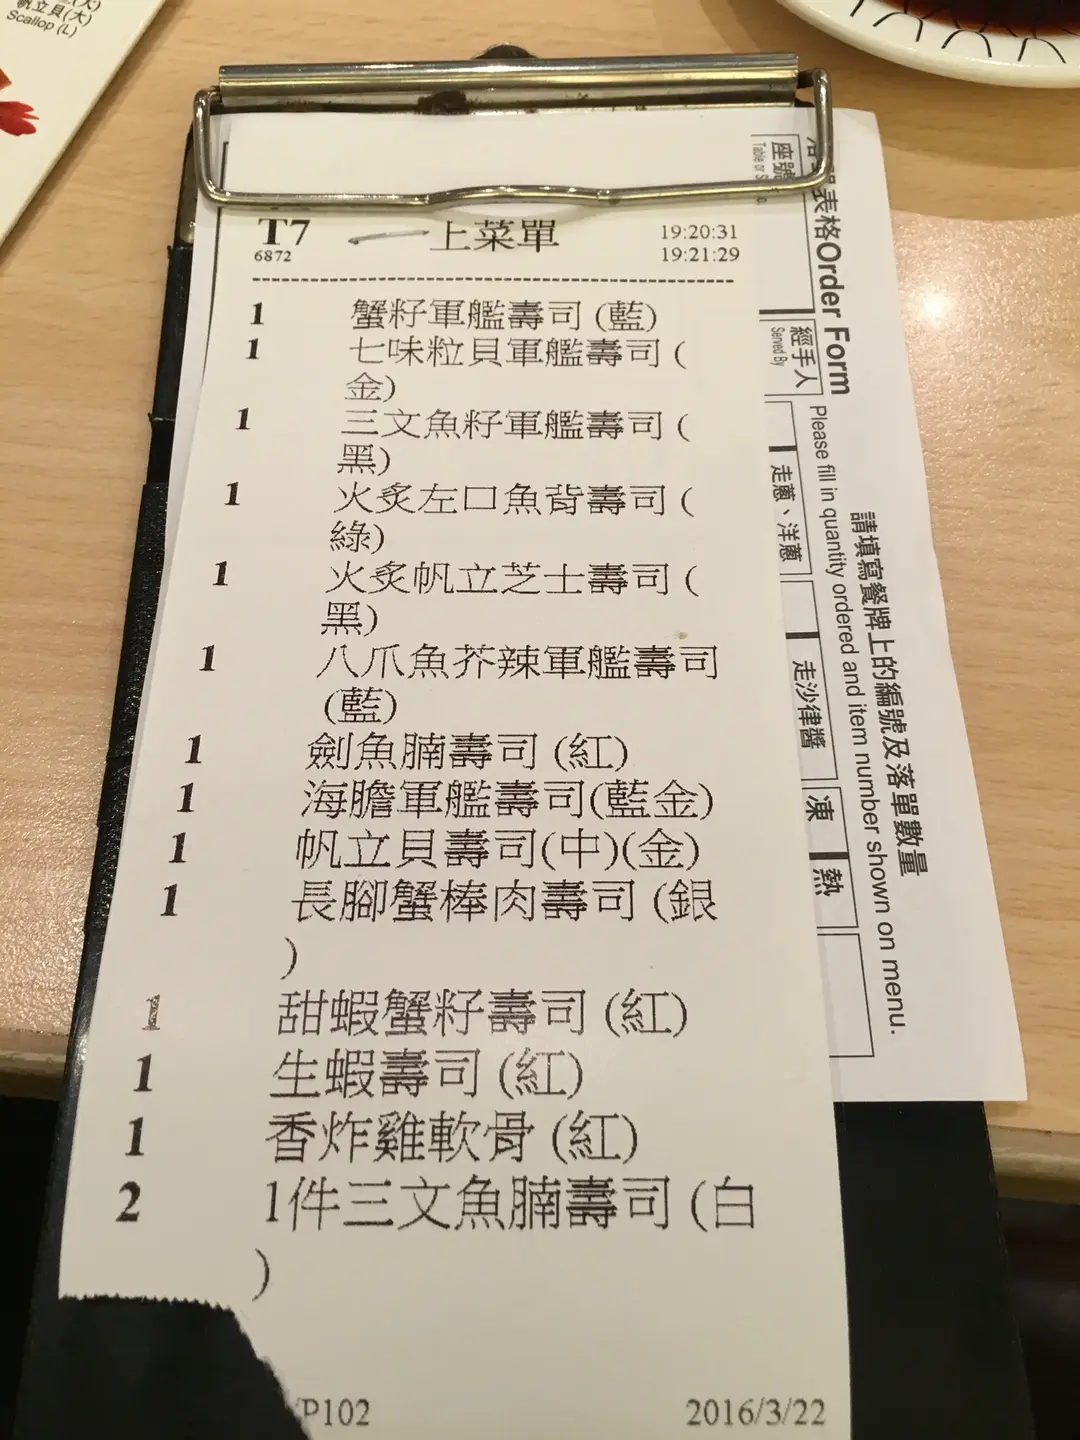 帆立貝(大)
Scallop (L)
T7
上菜單
19:20:31
6872
19:21:29
1 蟹籽軍艦壽司 (藍)
1 七味粒貝軍艦壽司 (
金)
1 三文魚籽軍艦壽司 (
黑)
1 火炙左口魚背壽司 (
綠)
1 火炙帆立芝士壽司 (
黑)
1 八爪魚芥辣軍艦壽司
(藍)
1 劍魚腩壽司 (紅)
1 海膽軍艦壽司(藍金)
1 帆立貝壽司(中)(金)
1 長腳蟹棒肉壽司 (銀
)
1 甜蝦蟹籽壽司 (紅)
1 生蝦壽司 (紅)
1 香炸雞軟骨 (紅)
2 1件三文魚腩壽司 (白
)
P102
2016/3/22
表格Order Form
請填寫餐牌上的編號及落單數量
Please fill in quantity ordered and item number shown on menu.
座號
Table or
經手人
Served By
走蔥、洋蔥
走沙律醬
凍
熱